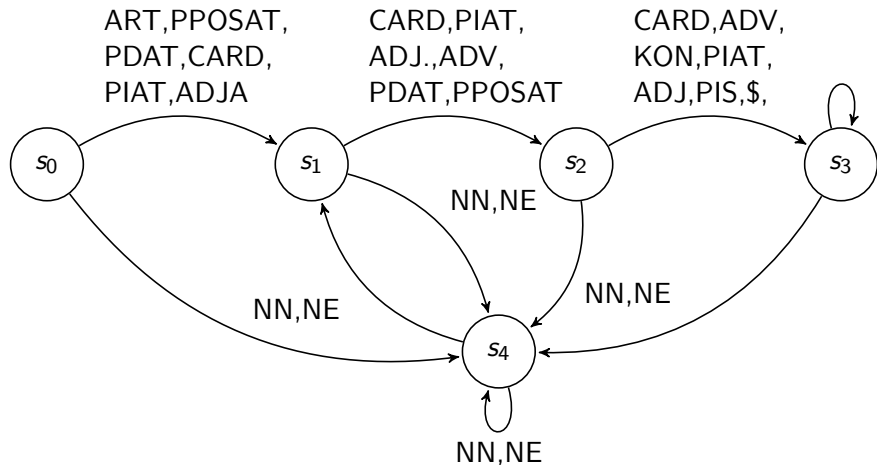 ART,PPOSAT,
PDAT,CARD,
PIAT,ADJA
CARD,PIAT,
ADJ.,ADV,
PDAT,PPOSAT
CARD,ADV,
KON,PIAT,
ADJ,PIS,$,
s0
s1
s2
s3
NN,NE
NN,NE
NN,NE
s4
NN,NE